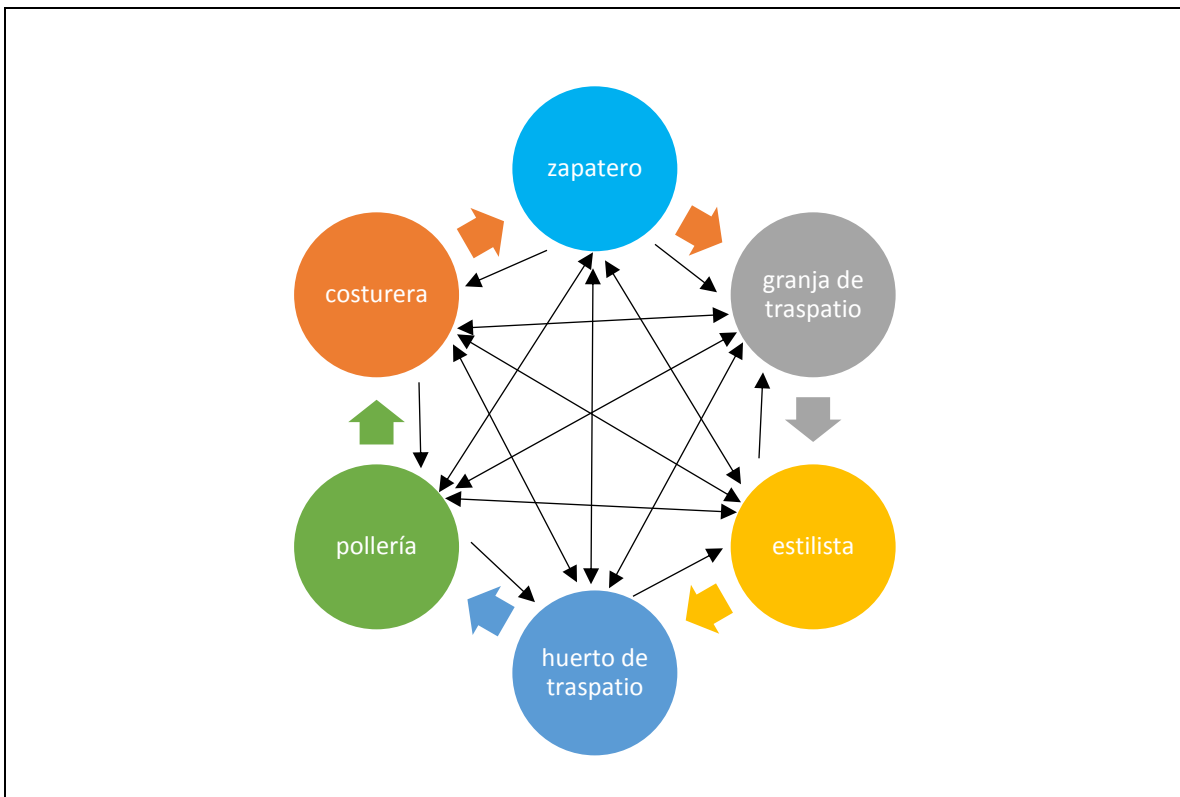 zapatero
granja de
traspatio
estilista
huerto de
traspatio
pollería
costurera